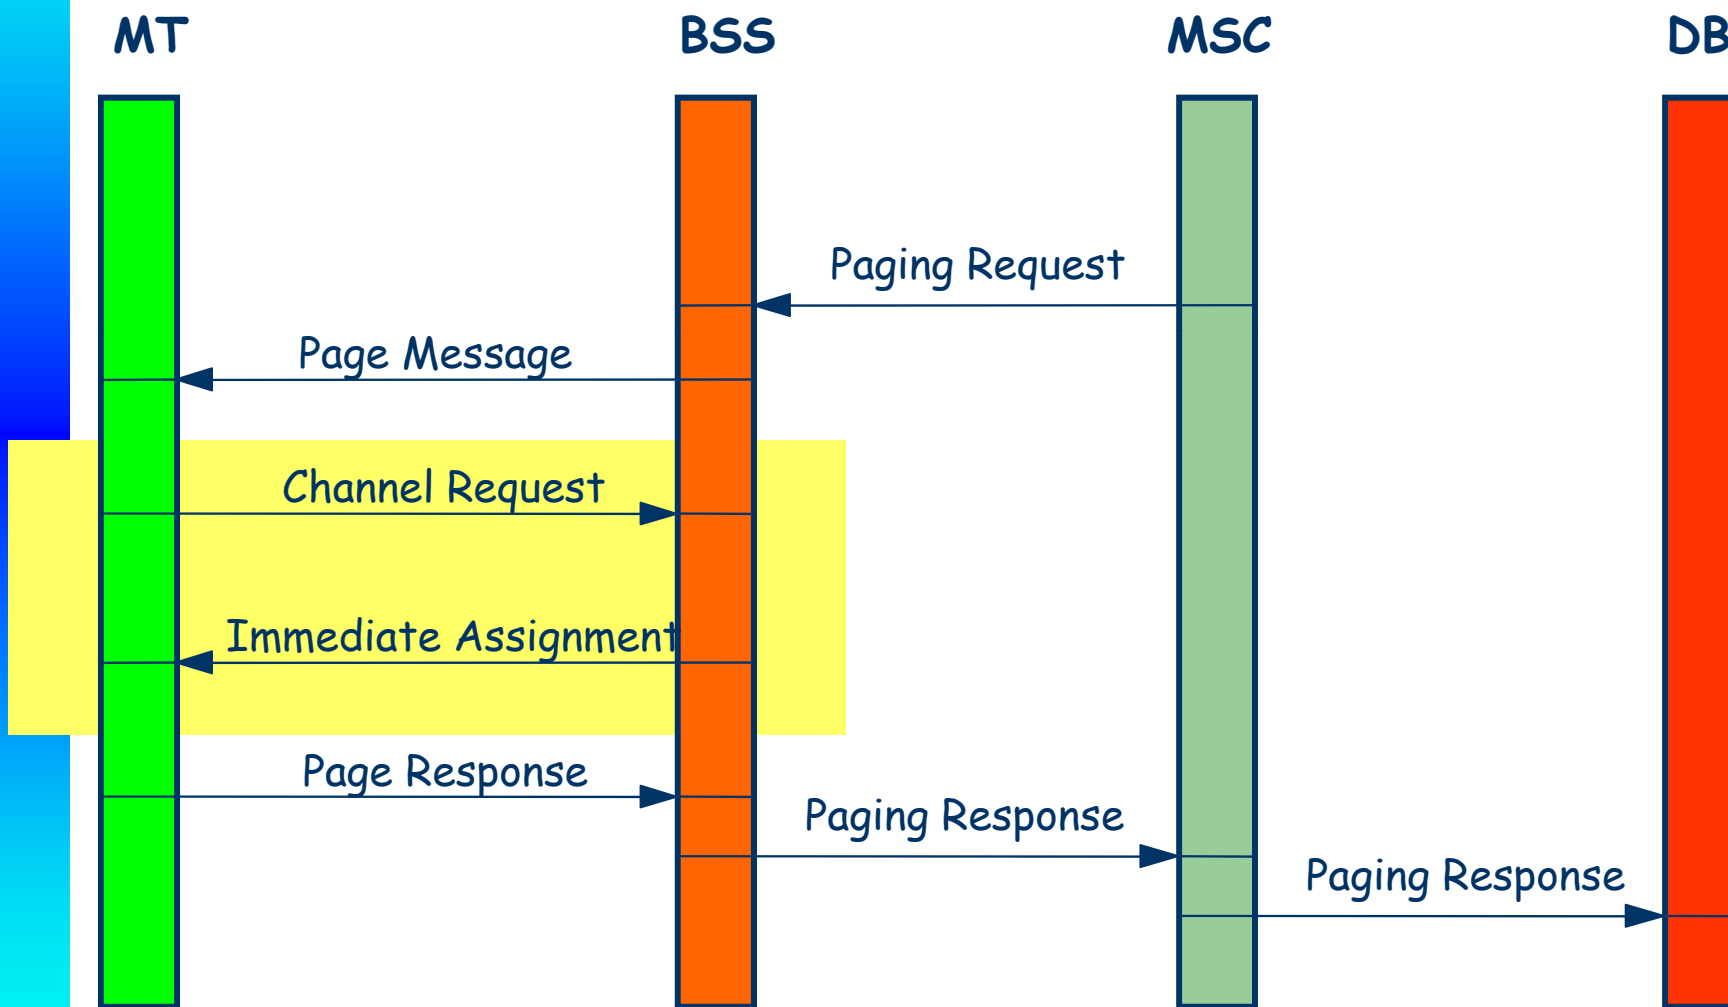 MT BSS MSC DB
Paging Request
Page Message
Channel Request
Immediate Assignment
Page Response
Paging Response
Paging Response